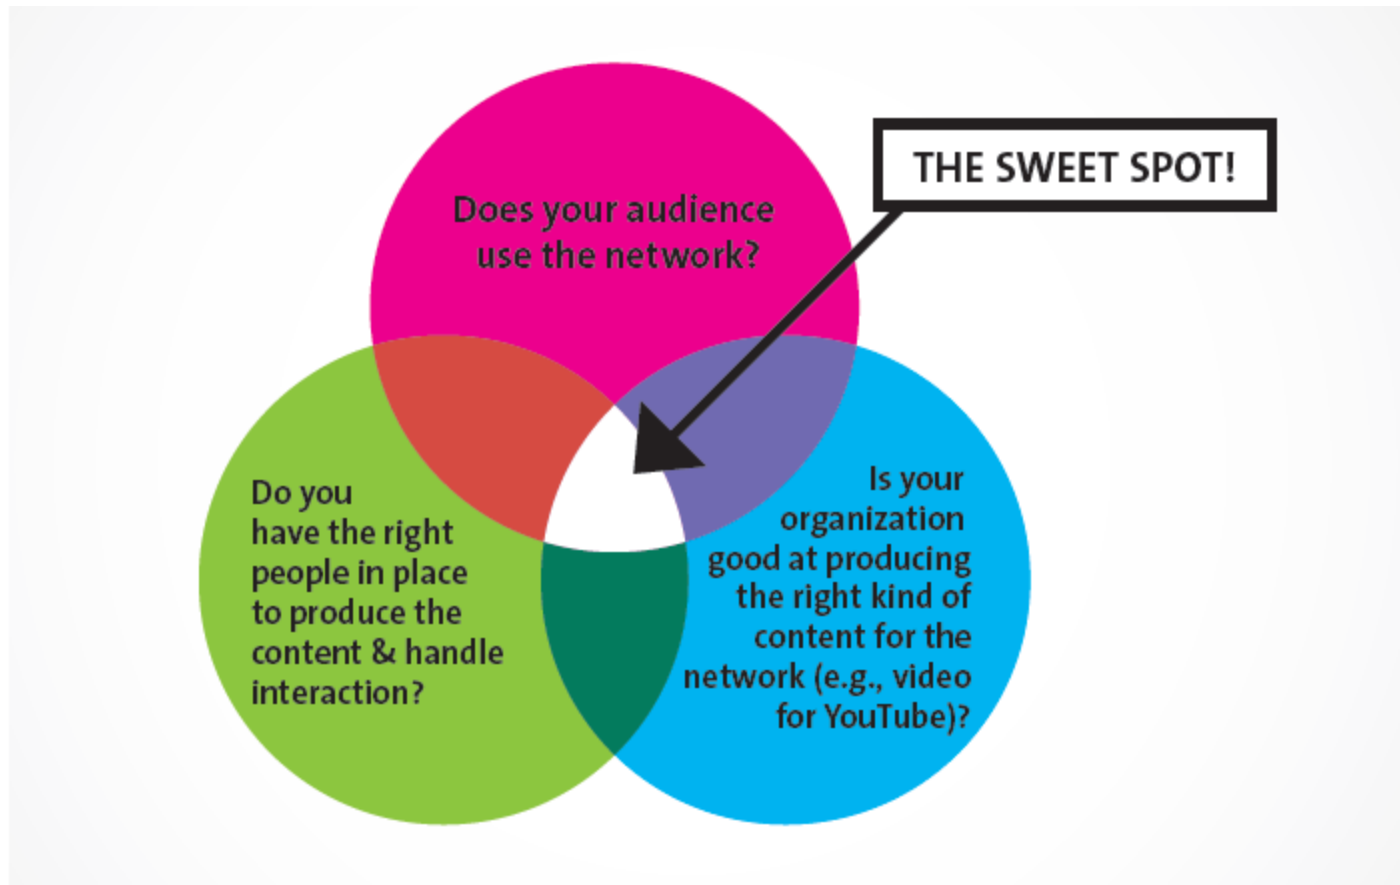 THE SWEET SPOT!
Does your audience
use the network?
Do you
have the right
people in place
to produce the
content & handle
interaction?
Is your
organization
good at producing
the right kind of
content for the
network (e.g., video
for YouTube)?